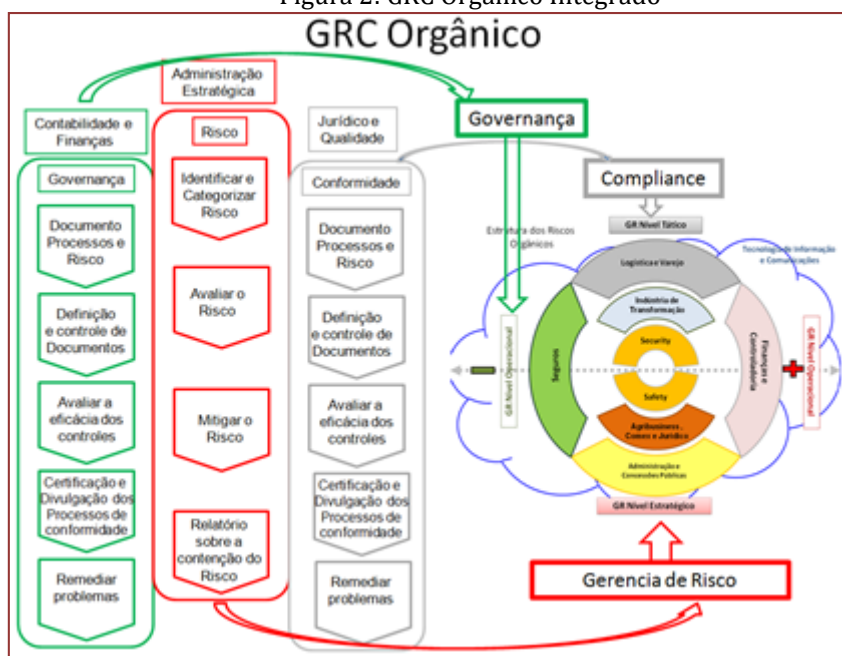 Figura 2: GRC Orgânico Integrado
GRC Orgânico
Contabilidade e
Finanças
Governança
Documento
Processos e
Risco
Definição
e controle de
Documentos
Avaliar a
eficácia dos
controles
Certificação e
Divulgação dos
Processos de
conformidade
Remediar
problemas
Administração
Estratégica
Risco
Identificar e
Categorizar
Risco
Avaliar o
Risco
Mitigar o
Risco
Relatório
sobre a
contenção do
Risco
Jurídico e
Qualidade
Conformidade
Documento
Processos e
Risco
Definição
e controle de
Documentos
Avaliar a
eficácia dos
controles
Certificação e
Divulgação dos
Processos de
conformidade
Remediar
problemas
Governança
Compliance
GR Nível Tático
Estrutura dos Riscos
Orgânicos
Tecnologia de Informação
e Comunicações
Logística e Varejo
Indústria de
Transformação
Security
Safety
Seguros
Finanças e
Controladoria
GR Nível Operacional
GR Nível Operacional
Agribusiness,
Comex e Jurídico
Administração e
Concessões Públicas
GR Nível Estratégico
Gerencia de Risco